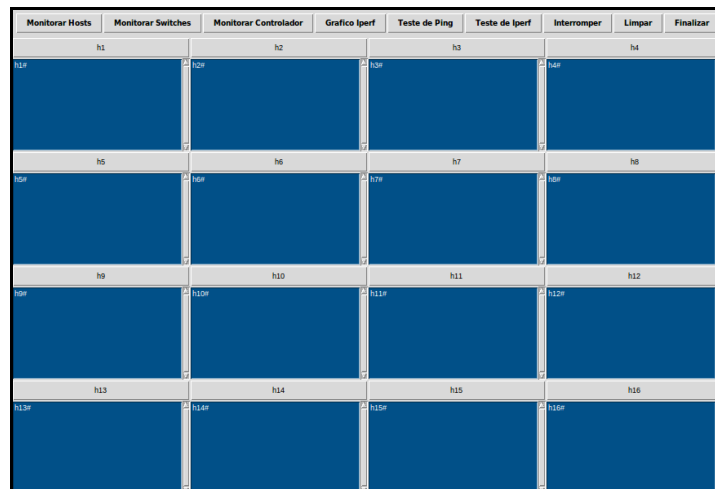 Monitorar Hosts Monitorar Switches Monitorar Controlador Grafico Iperf Teste de Ping Teste de Iperf Interromper Limpar Finalizar
h1 h2 h3 h4
h1# h2# h3# h4#
h5 h6 h7 h8
h5# h6# h7# h8#
h9 h10 h11 h12
h9# h10# h11# h12#
h13 h14 h15 h16
h13# h14# h15# h16#